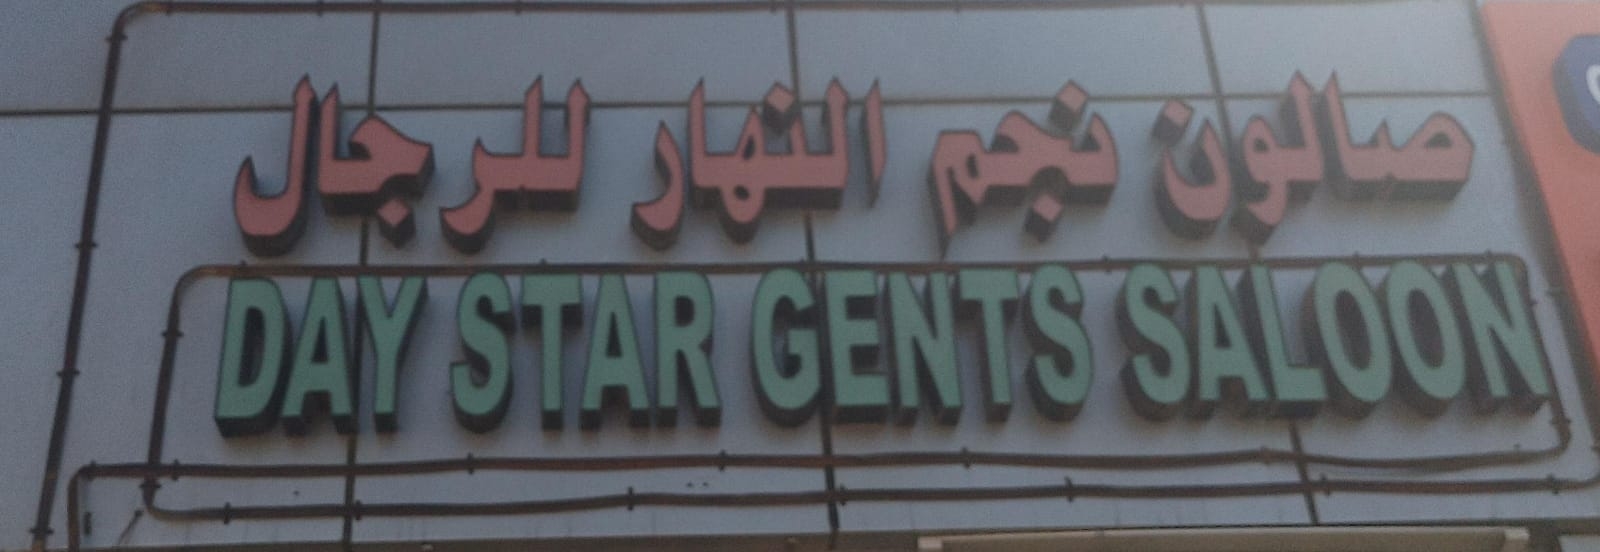 صالون نجم النهار للرجال
DAY STAR GENTS SALOON